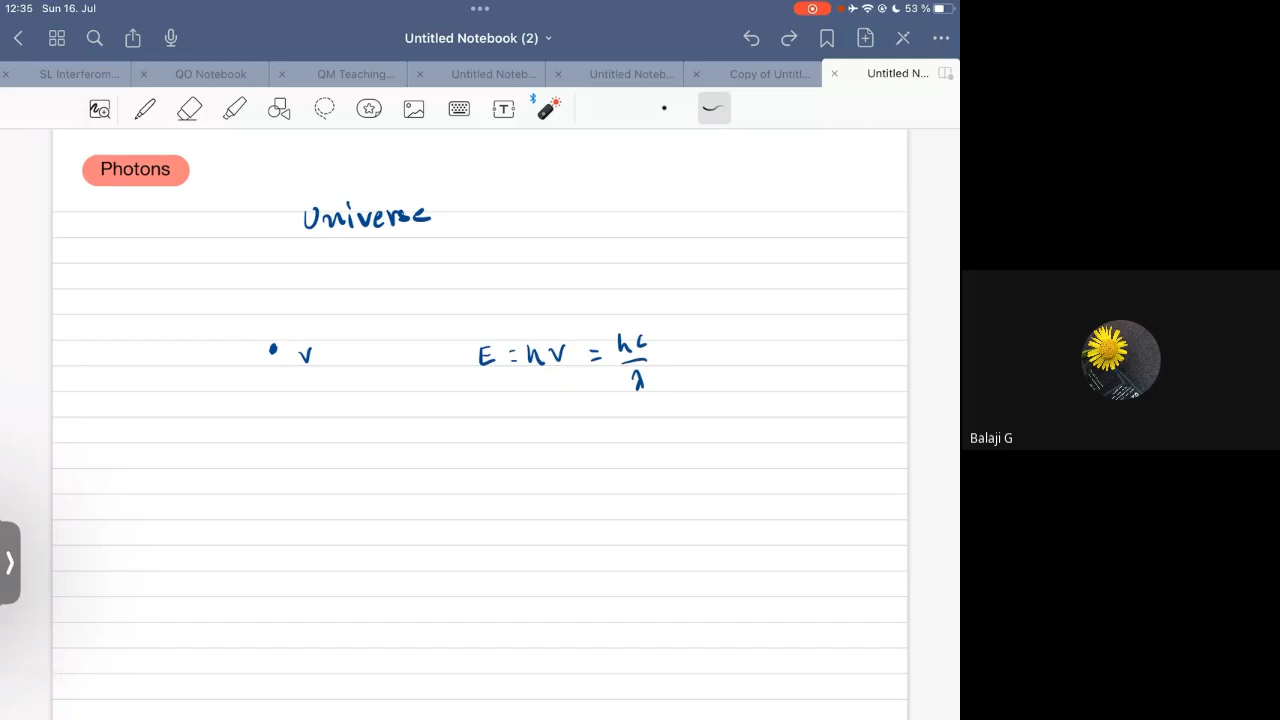 12:35 Sun 16. Jul 53 %
Untitled Notebook (2)
SL Interferom... QO Notebook QM Teaching... Untitled Noteb... Untitled Noteb... Copy of Untitl... Untitled N...
T
Photons
Universe
ν E = hν = hc/λ
Balaji G